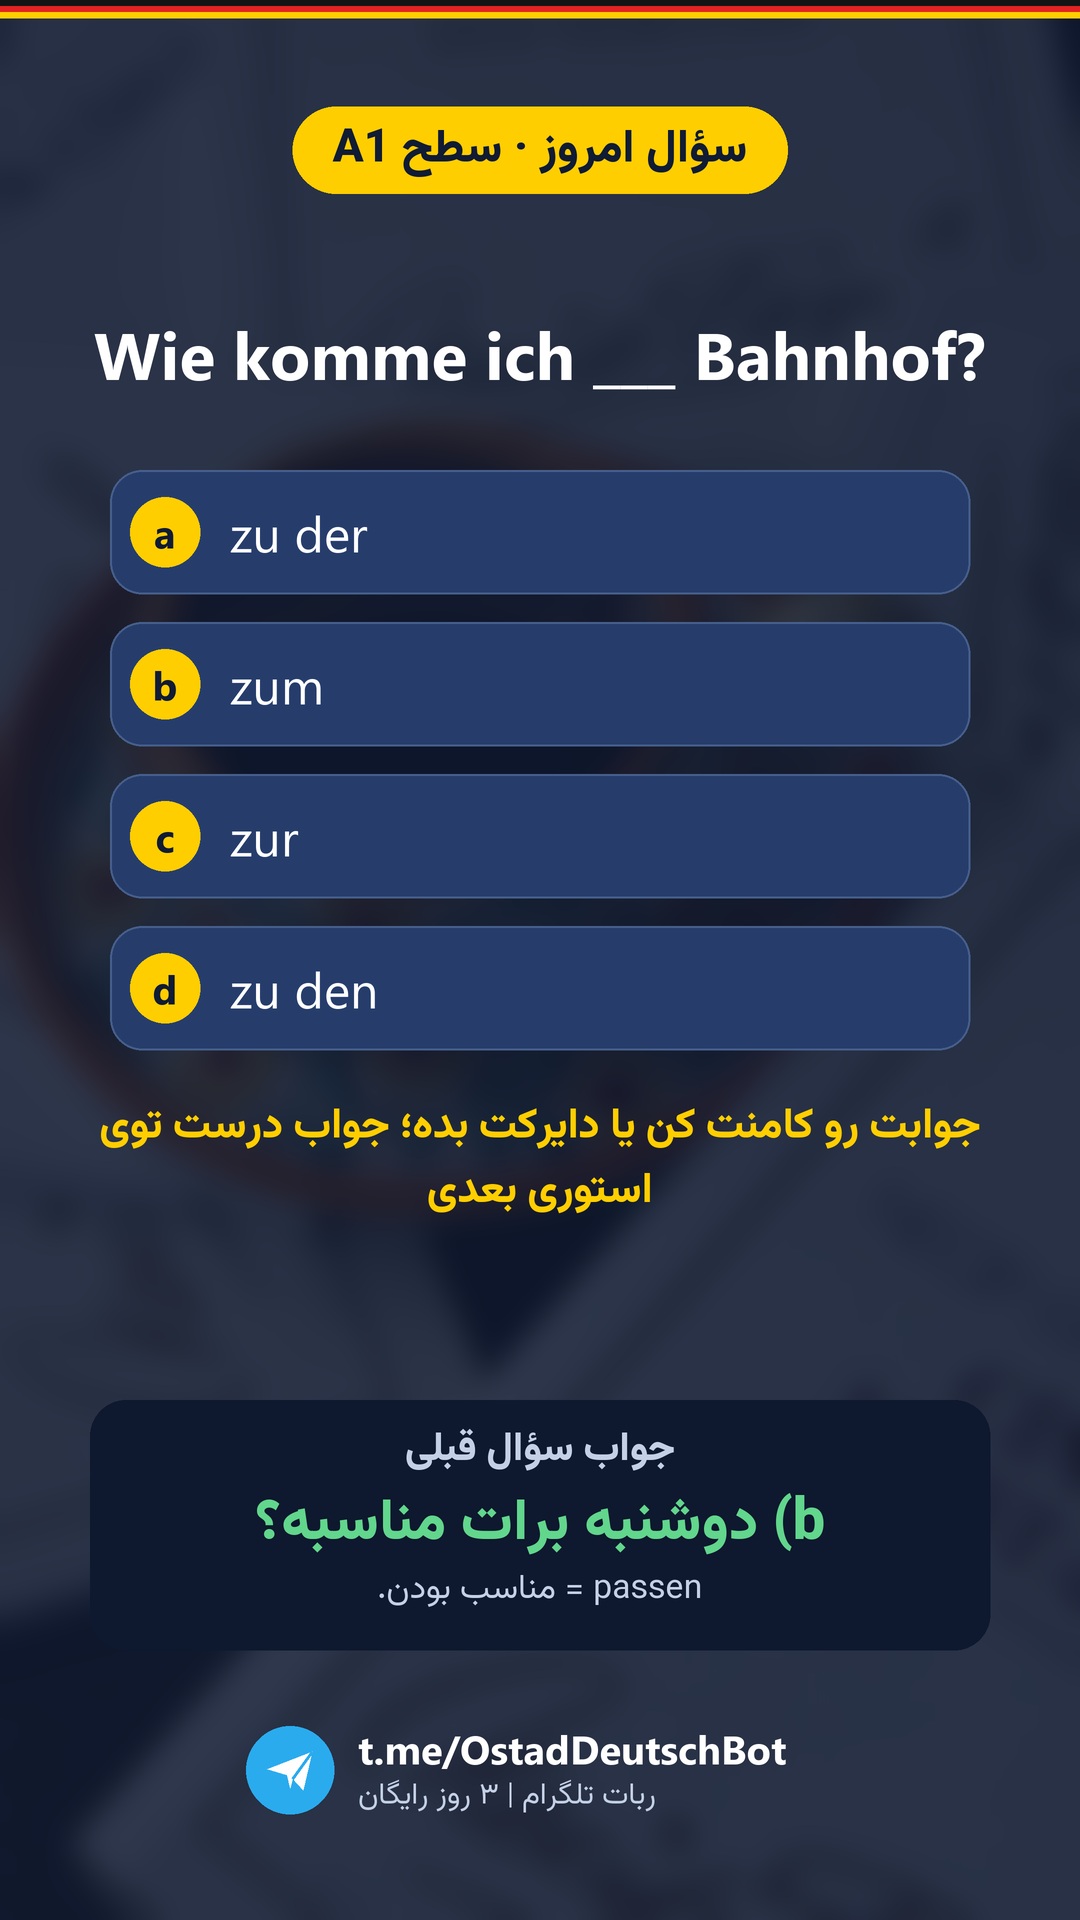 سؤال امروز · سطح A1
Wie komme ich ___ Bahnhof?
a zu der
b zum
c zur
d zu den
جوابت رو کامنت کن یا دایرکت بده؛ جواب درست توی
استوری بعدی
جواب سؤال قبلی
b) دوشنبه برات مناسبه؟
passen = مناسب بودن.
t.me/OstadDeutschBot
ربات تلگرام | ۳ روز رایگان